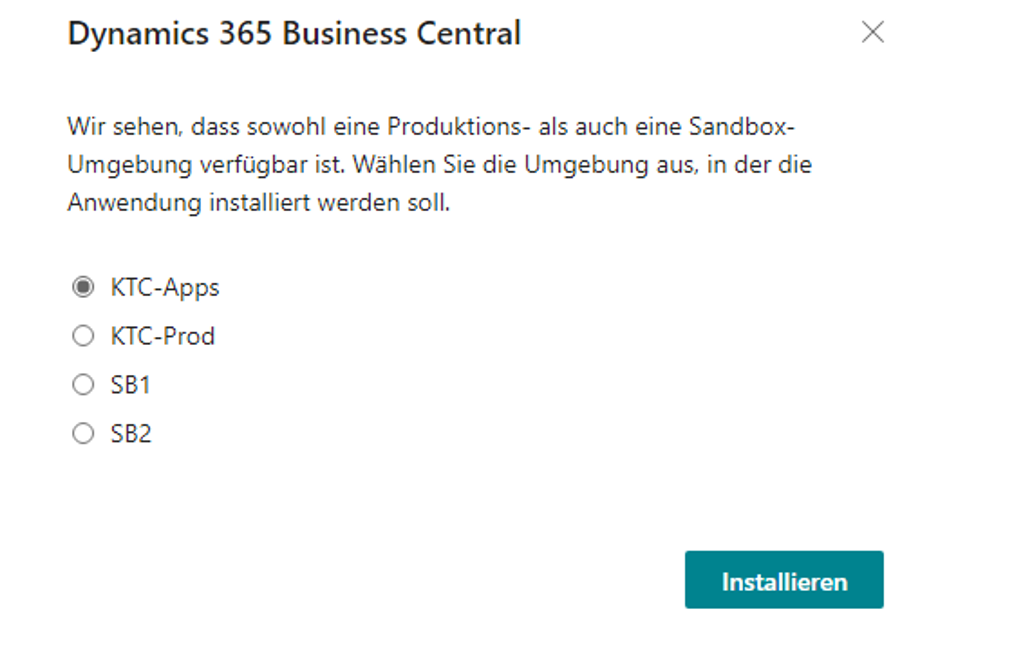 Dynamics 365 Business Central
Wir sehen, dass sowohl eine Produktions- als auch eine Sandbox-
Umgebung verfügbar ist. Wählen Sie die Umgebung aus, in der die
Anwendung installiert werden soll.
KTC-Apps
KTC-Prod
SB1
SB2
Installieren